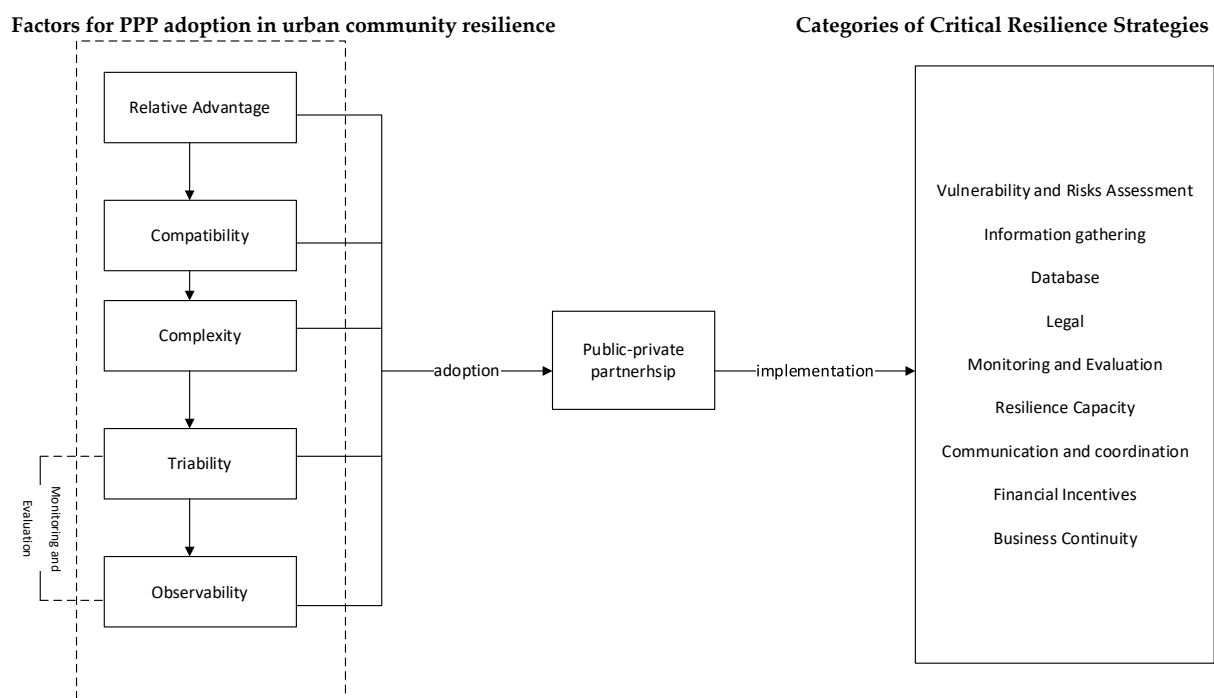 Factors for PPP adoption in urban community resilience
Categories of Critical Resilience Strategies
Relative Advantage
Compatibility
Complexity
Triability
Observability
Monitoring and
Evaluation
adoption
Public-private
partnerhsip
implementation
Vulnerability and Risks Assessment
Information gathering
Database
Legal
Monitoring and Evaluation
Resilience Capacity
Communication and coordination
Financial Incentives
Business Continuity